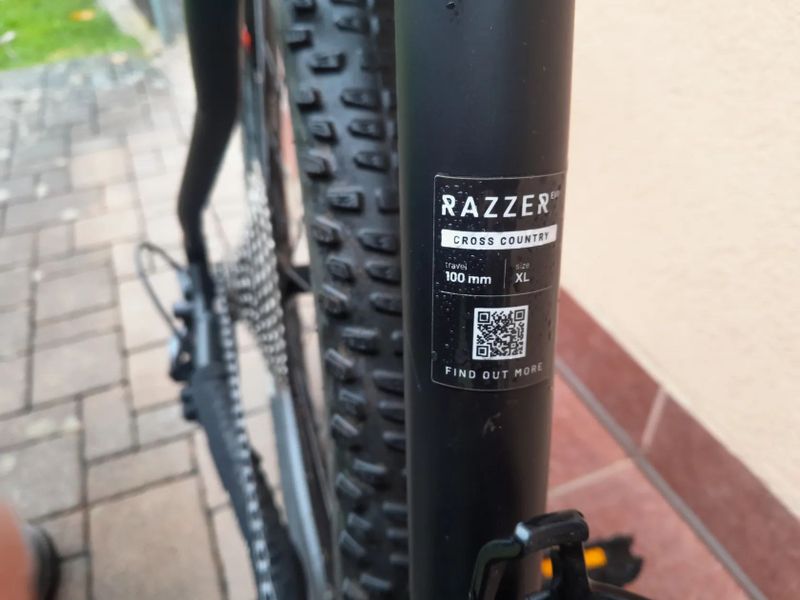 RAZZER
CROSS COUNTRY
travel size
100 mm XL
FIND OUT MORE